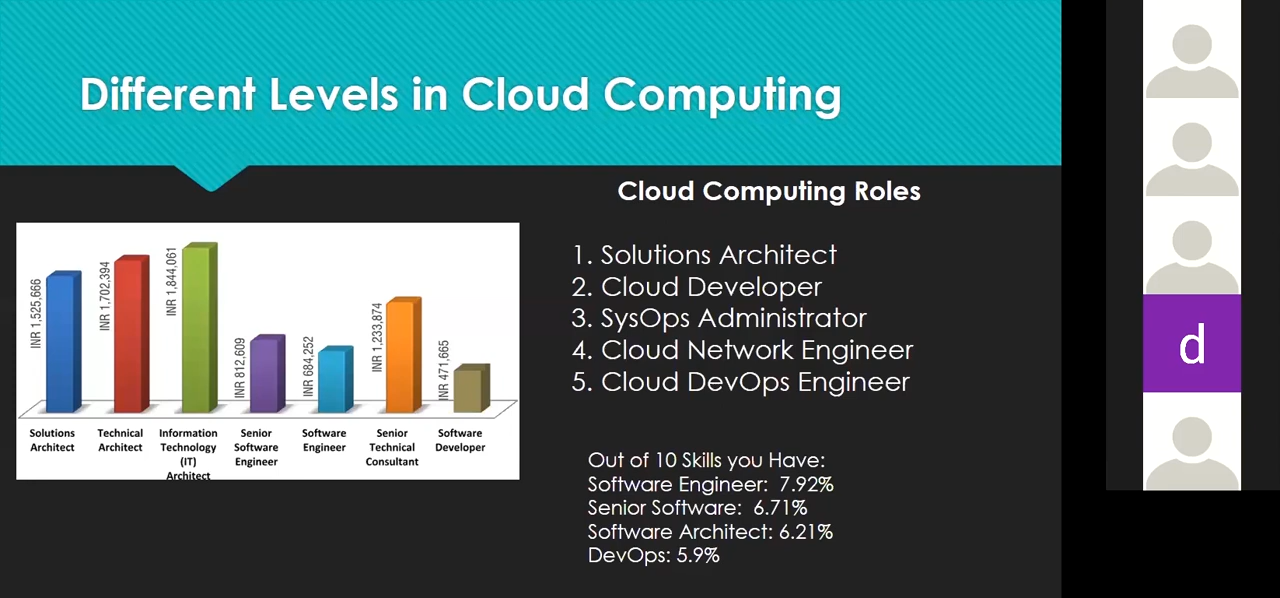 Different Levels in Cloud Computing
Cloud Computing Roles
1. Solutions Architect
2. Cloud Developer
3. SysOps Administrator
4. Cloud Network Engineer
5. Cloud DevOps Engineer
INR 1,525,666
INR 1,702,394
INR 1,844,061
INR 812,609
INR 684,252
INR 1,233,874
INR 471,665
Solutions
Architect
Technical
Architect
Information
Technology
(IT)
Architect
Senior
Software
Engineer
Software
Engineer
Senior
Technical
Consultant
Software
Developer
Out of 10 Skills you Have:
Software Engineer: 7.92%
Senior Software: 6.71%
Software Architect: 6.21%
DevOps: 5.9%
d